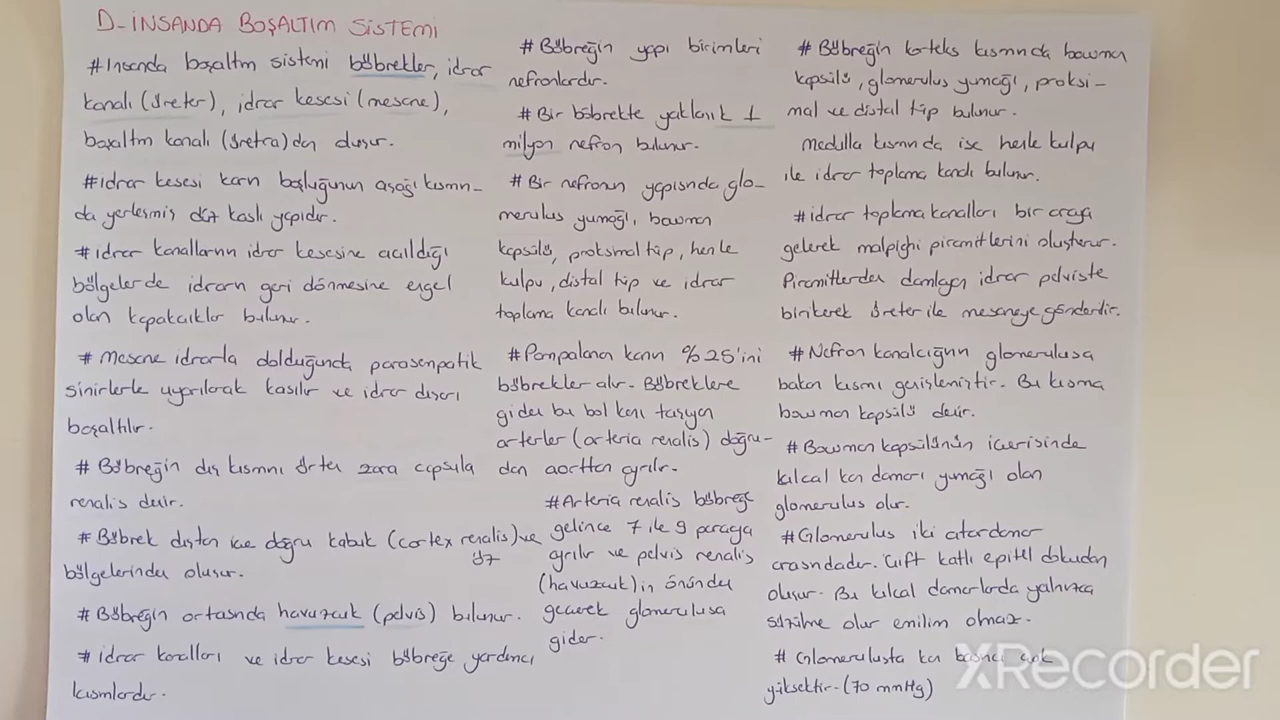 D- İNSANDA BOŞALTIM SİSTEMİ
#İnsanda boşaltım sistemi böbrekler, idrar
kanalı (üreter), idrar kesesi (mesane),
boşaltım kanalı (üretra)dan oluşur.
#idrar kesesi karın boşluğunun aşağı kısmın-
da yerleşmiş düz kaslı yapıdır.
#idrar kanallarının idrar kesesine açıldığı
bölgelerde idrarın geri dönmesine engel
olan kapakçıklar bulunur.
# Mesane idrarla dolduğunda parasempatik
sinirlerle uyarılarak kasılır ve idrar dışarı
boşaltılır.
# Böbreğin dış kısmını örten zara capsula
renalis denir.
# Böbrek dıştan içe doğru kabuk (cortex renalis) ve
öz
bölgelerinden oluşur.
# Böbreğin ortasında havuzcuk (pelvis) bulunur.
# idrar kanalları ve idrar kesesi böbreğe yardımcı
kısımlardır.
# Böbreğin yapı birimleri
nefronlardır.
# Bir böbrekte yaklaşık 1
milyon nefron bulunur.
# Bir nefronun yapısında glo-
merulus yumağı, bowman
kapsülü, proksimal tüp, henle
kulpu, distal tüp ve idrar
toplama kanalı bulunur.
#Pompalanan kanın %25'ini
böbrekler alır. Böbreklere
giden bu bol kanı taşıyan
arterler (arteria renalis) doğru-
dan aorttan ayrılır.
#Arteria renalis böbreğe
gelince 7 ile 9 parçaya
ayrılır ve pelvis renalis
(havuzcuk)in önünden
geçerek glomerulusa
gider.
# Böbreğin korteks kısmında bowman
kapsülü, glomerulus yumağı, proksi-
mal ve distal tüp bulunur.
Medulla kısmında ise henle kulpu
ile idrar toplama kanalı bulunur.
#idrar toplama kanalları bir araya
gelerek malpighi piramitlerini oluşturur.
Piramitlerden damlayan idrar pelviste
birikerek üreter ile mesaneye gönderilir.
# Nefron kanalcığının glomerulusa
bakan kısmı genişlemiştir. Bu kısma
bowman kapsülü denir.
# Bowman kapsülünün içerisinde
kılcal kan damarı yumağı olan
glomerulus olur.
#Glomerulus iki atardamar
arasındadır. Çift katlı epitel dokudan
oluşur. Bu kılcal damarlarda yalnızca
süzülme olur emilim olmaz.
# Glomerulusta kan basıncı çok
yüksektir. (70 mmHg)
XRecorder